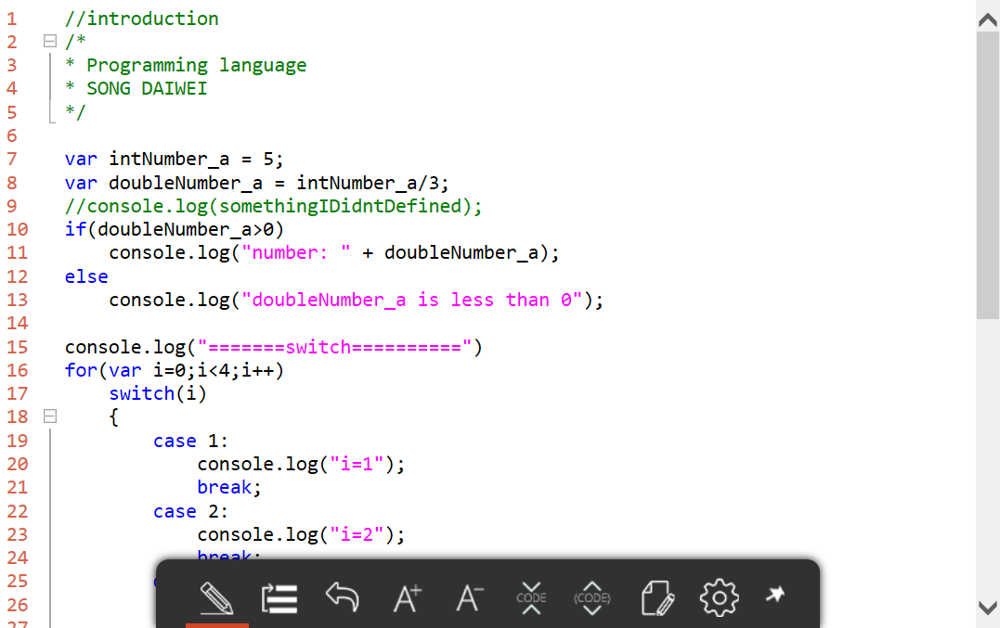 1 //introduction
2 /*
3 * Programming language
4 * SONG DAIWEI
5 */
6
7 var intNumber_a = 5;
8 var doubleNumber_a = intNumber_a/3;
9 //console.log(somethingIDidntDefined);
10 if(doubleNumber_a>0)
11 console.log("number: " + doubleNumber_a);
12 else
13 console.log("doubleNumber_a is less than 0");
14
15 console.log("=======switch==========")
16 for(var i=0;i<4;i++)
17 switch(i)
18 {
19 case 1:
20 console.log("i=1");
21 break;
22 case 2:
23 console.log("i=2");
24 break;
25
26
27
A+ A- CODE (CODE)